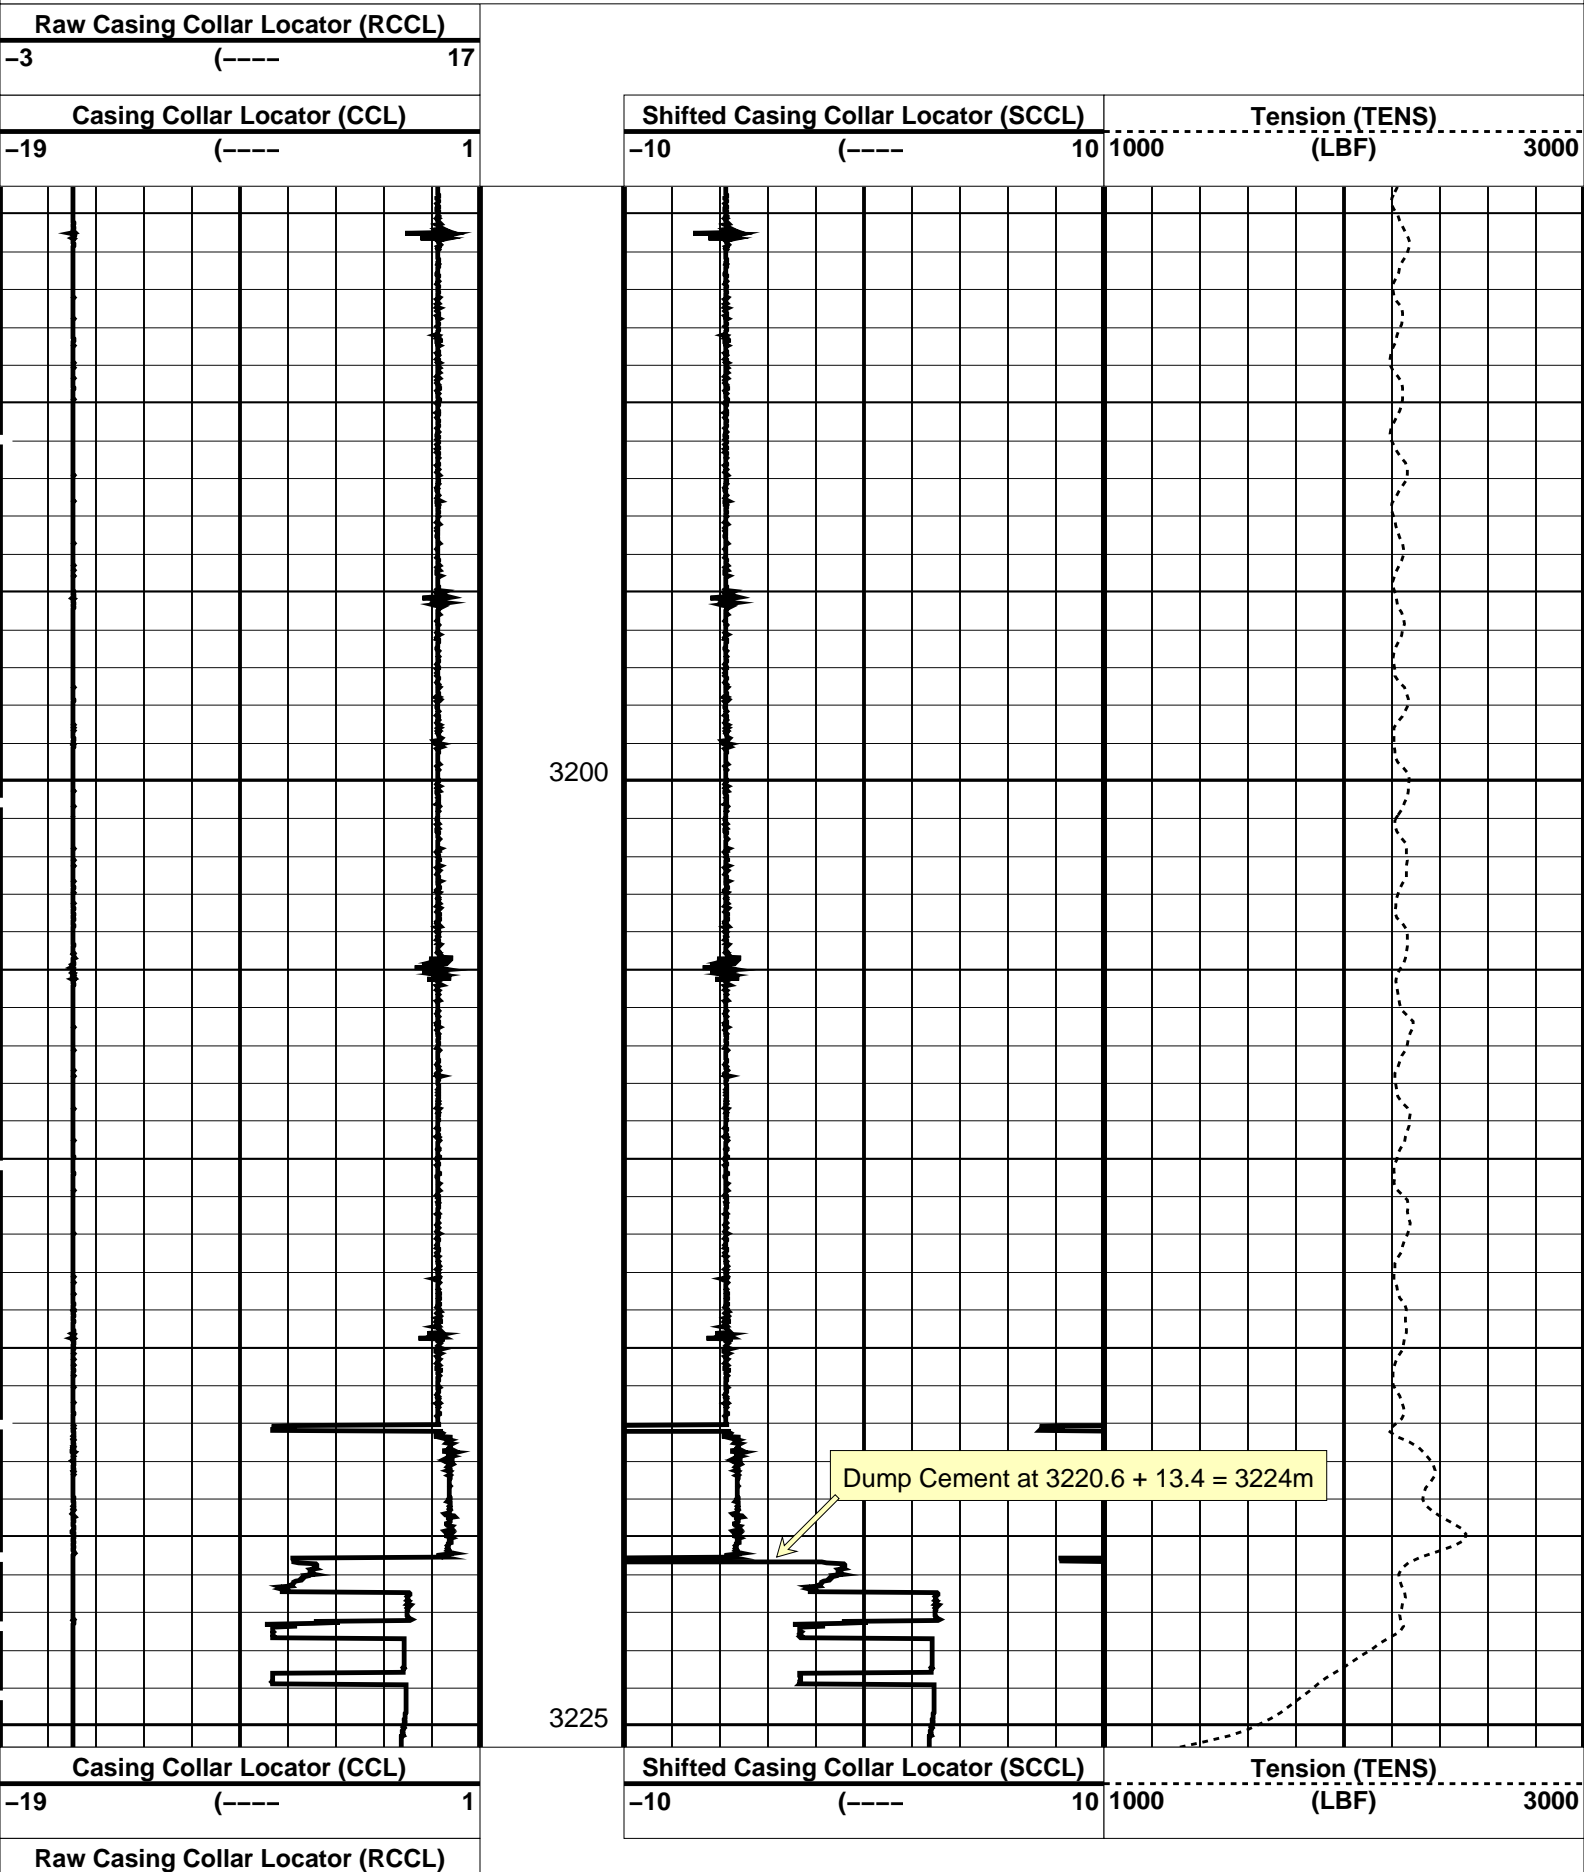 Raw Casing Collar Locator (RCCL)
−3 (−−−− 17
Casing Collar Locator (CCL)
−19 (−−−− 1
Shifted Casing Collar Locator (SCCL)
−10 (−−−− 10
Tension (TENS)
1000 (LBF) 3000
3200
Dump Cement at 3220.6 + 13.4 = 3224m
3225
Casing Collar Locator (CCL)
−19 (−−−− 1
Shifted Casing Collar Locator (SCCL)
−10 (−−−− 10
Tension (TENS)
1000 (LBF) 3000
Raw Casing Collar Locator (RCCL)